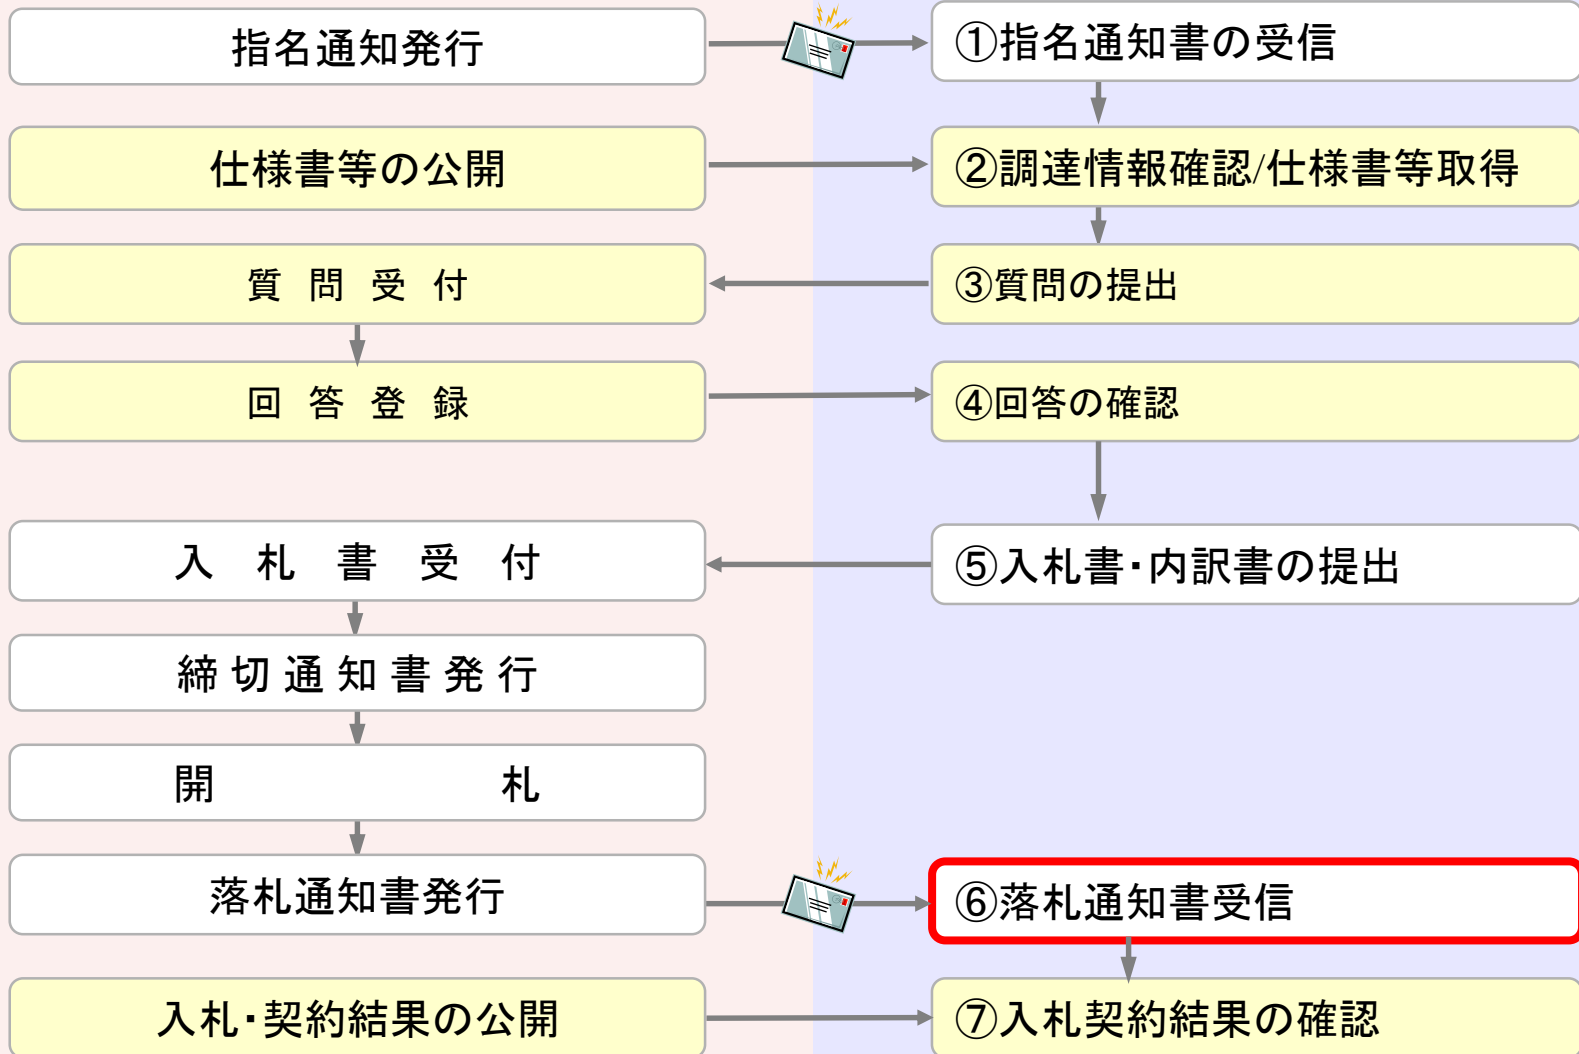 指名通知発行
①指名通知書の受信
仕様書等の公開
②調達情報確認/仕様書等取得
質問受付
③質問の提出
回答登録
④回答の確認
入札書受付
⑤入札書・内訳書の提出
締切通知書発行
開札
落札通知書発行
⑥落札通知書受信
入札・契約結果の公開
⑦入札契約結果の確認